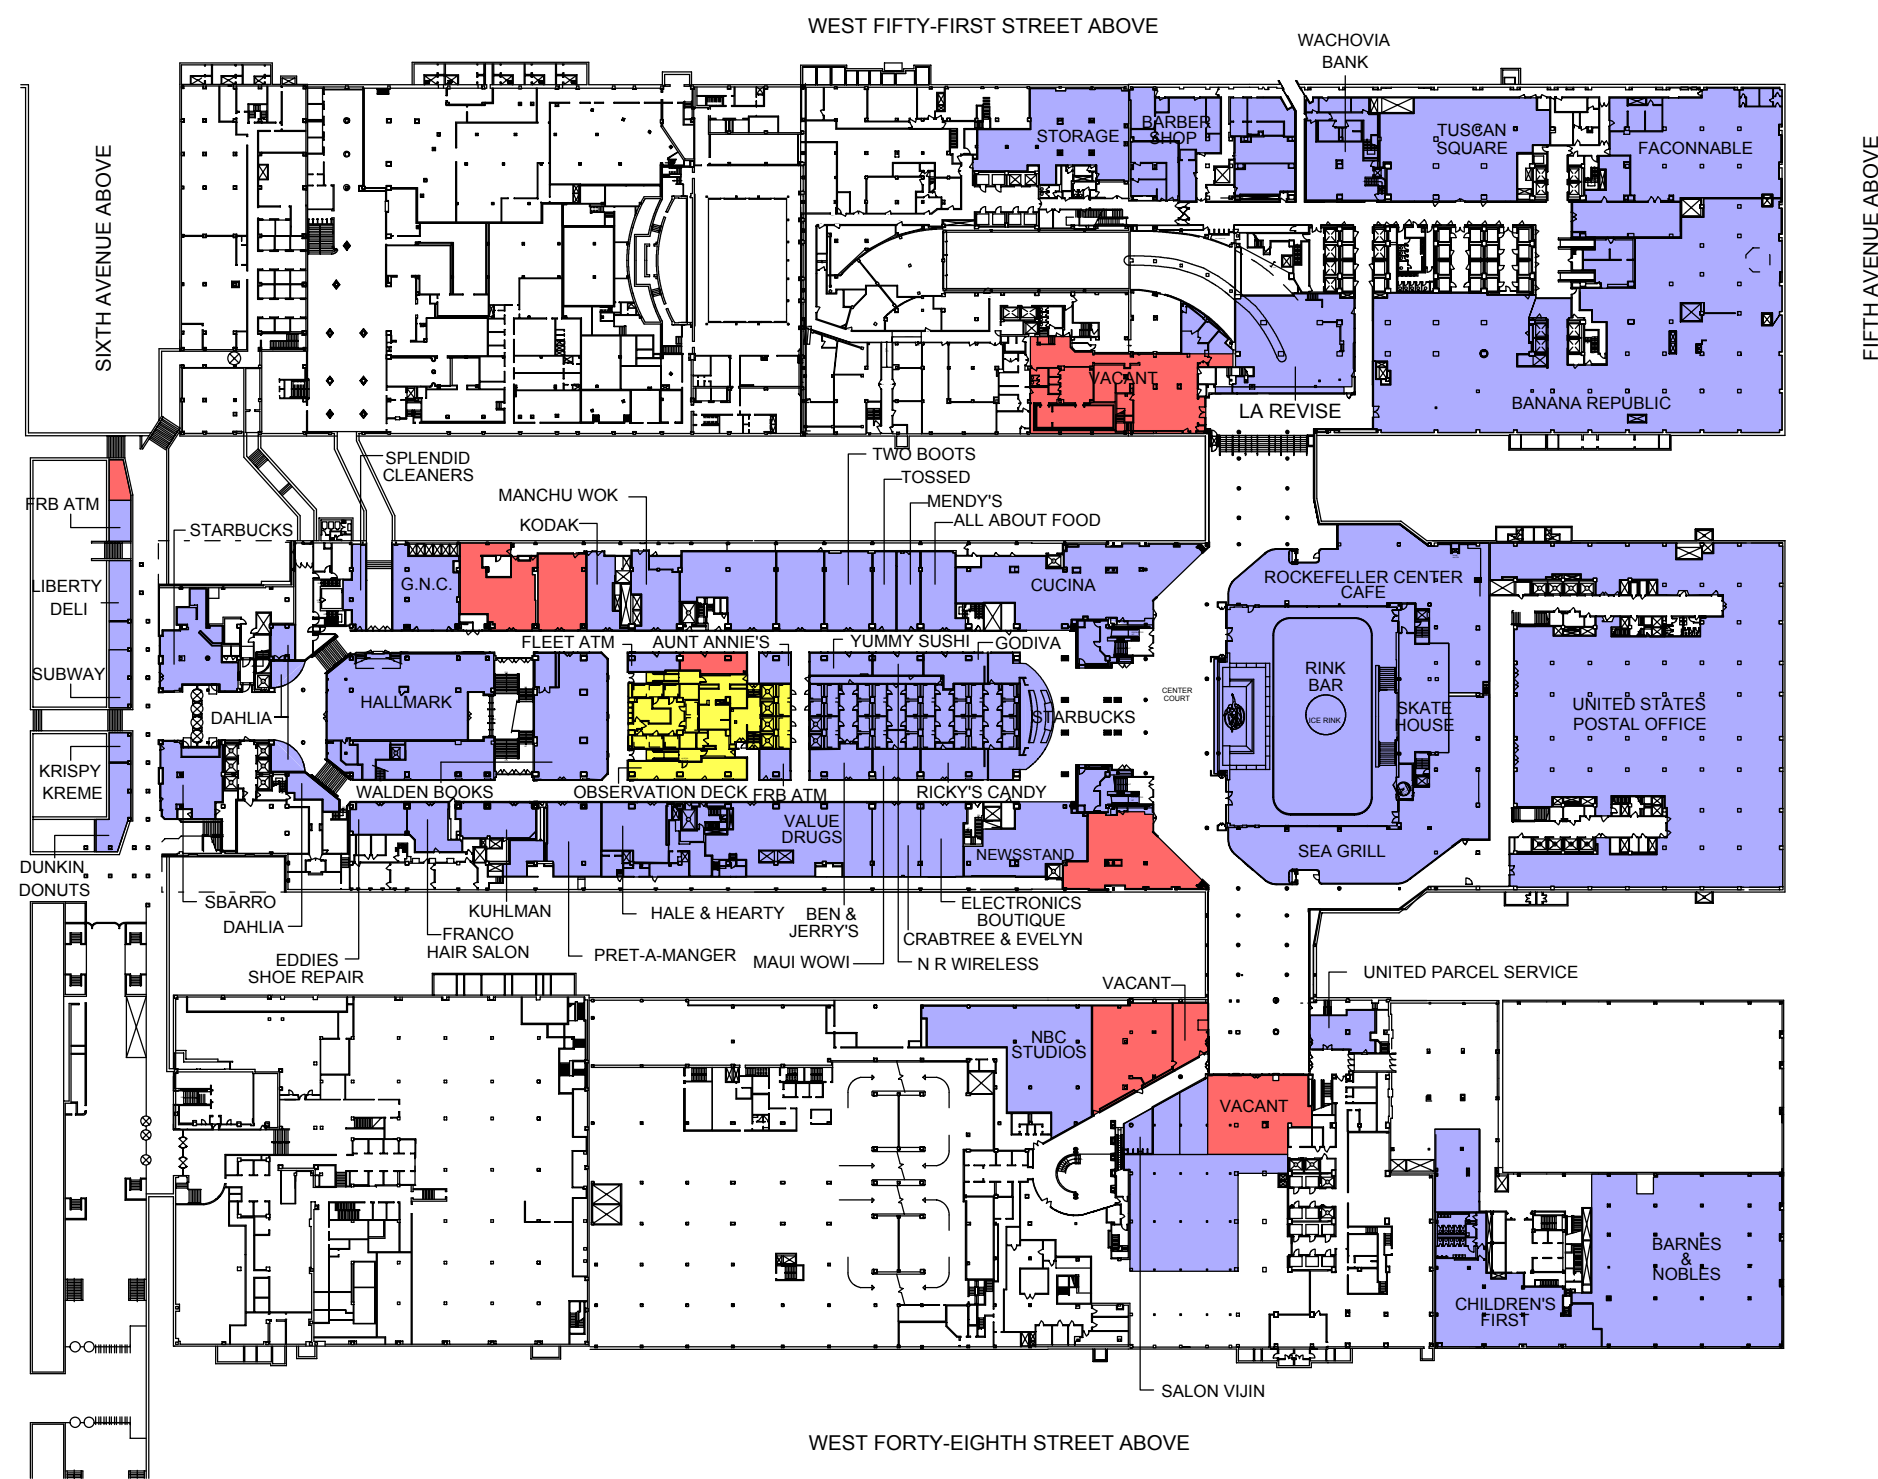 WEST FIFTY-FIRST STREET ABOVE
WACHOVIA
BANK
SIXTH AVENUE ABOVE
FIFTH AVENUE ABOVE
STORAGE
BARBER
SHOP
TUSCAN
SQUARE
FACONNABLE
VACANT
LA REVISE
BANANA REPUBLIC
SPLENDID
CLEANERS
TWO BOOTS
TOSSED
MANCHU WOK
MENDY'S
KODAK
ALL ABOUT FOOD
FRB ATM
STARBUCKS
LIBERTY
DELI
G.N.C.
CUCINA
ROCKEFELLER CENTER
CAFE
FLEET ATM
AUNT ANNIE'S
YUMMY SUSHI
GODIVA
SUBWAY
HALLMARK
DAHLIA
STARBUCKS
CENTER
COURT
RINK
BAR
ICE RINK
SKATE
HOUSE
UNITED STATES
POSTAL OFFICE
KRISPY
KREME
WALDEN BOOKS
OBSERVATION DECK
FRB ATM
RICKY'S CANDY
VALUE
DRUGS
NEWSSTAND
SEA GRILL
DUNKIN
DONUTS
SBARRO
DAHLIA
KUHLMAN
HALE & HEARTY
BEN &
JERRY'S
ELECTRONICS
BOUTIQUE
FRANCO
HAIR SALON
CRABTREE & EVELYN
EDDIES
SHOE REPAIR
PRET-A-MANGER
MAUI WOWI
N R WIRELESS
VACANT
UNITED PARCEL SERVICE
NBC
STUDIOS
VACANT
BARNES
&
NOBLES
CHILDREN'S
FIRST
SALON VIJIN
WEST FORTY-EIGHTH STREET ABOVE